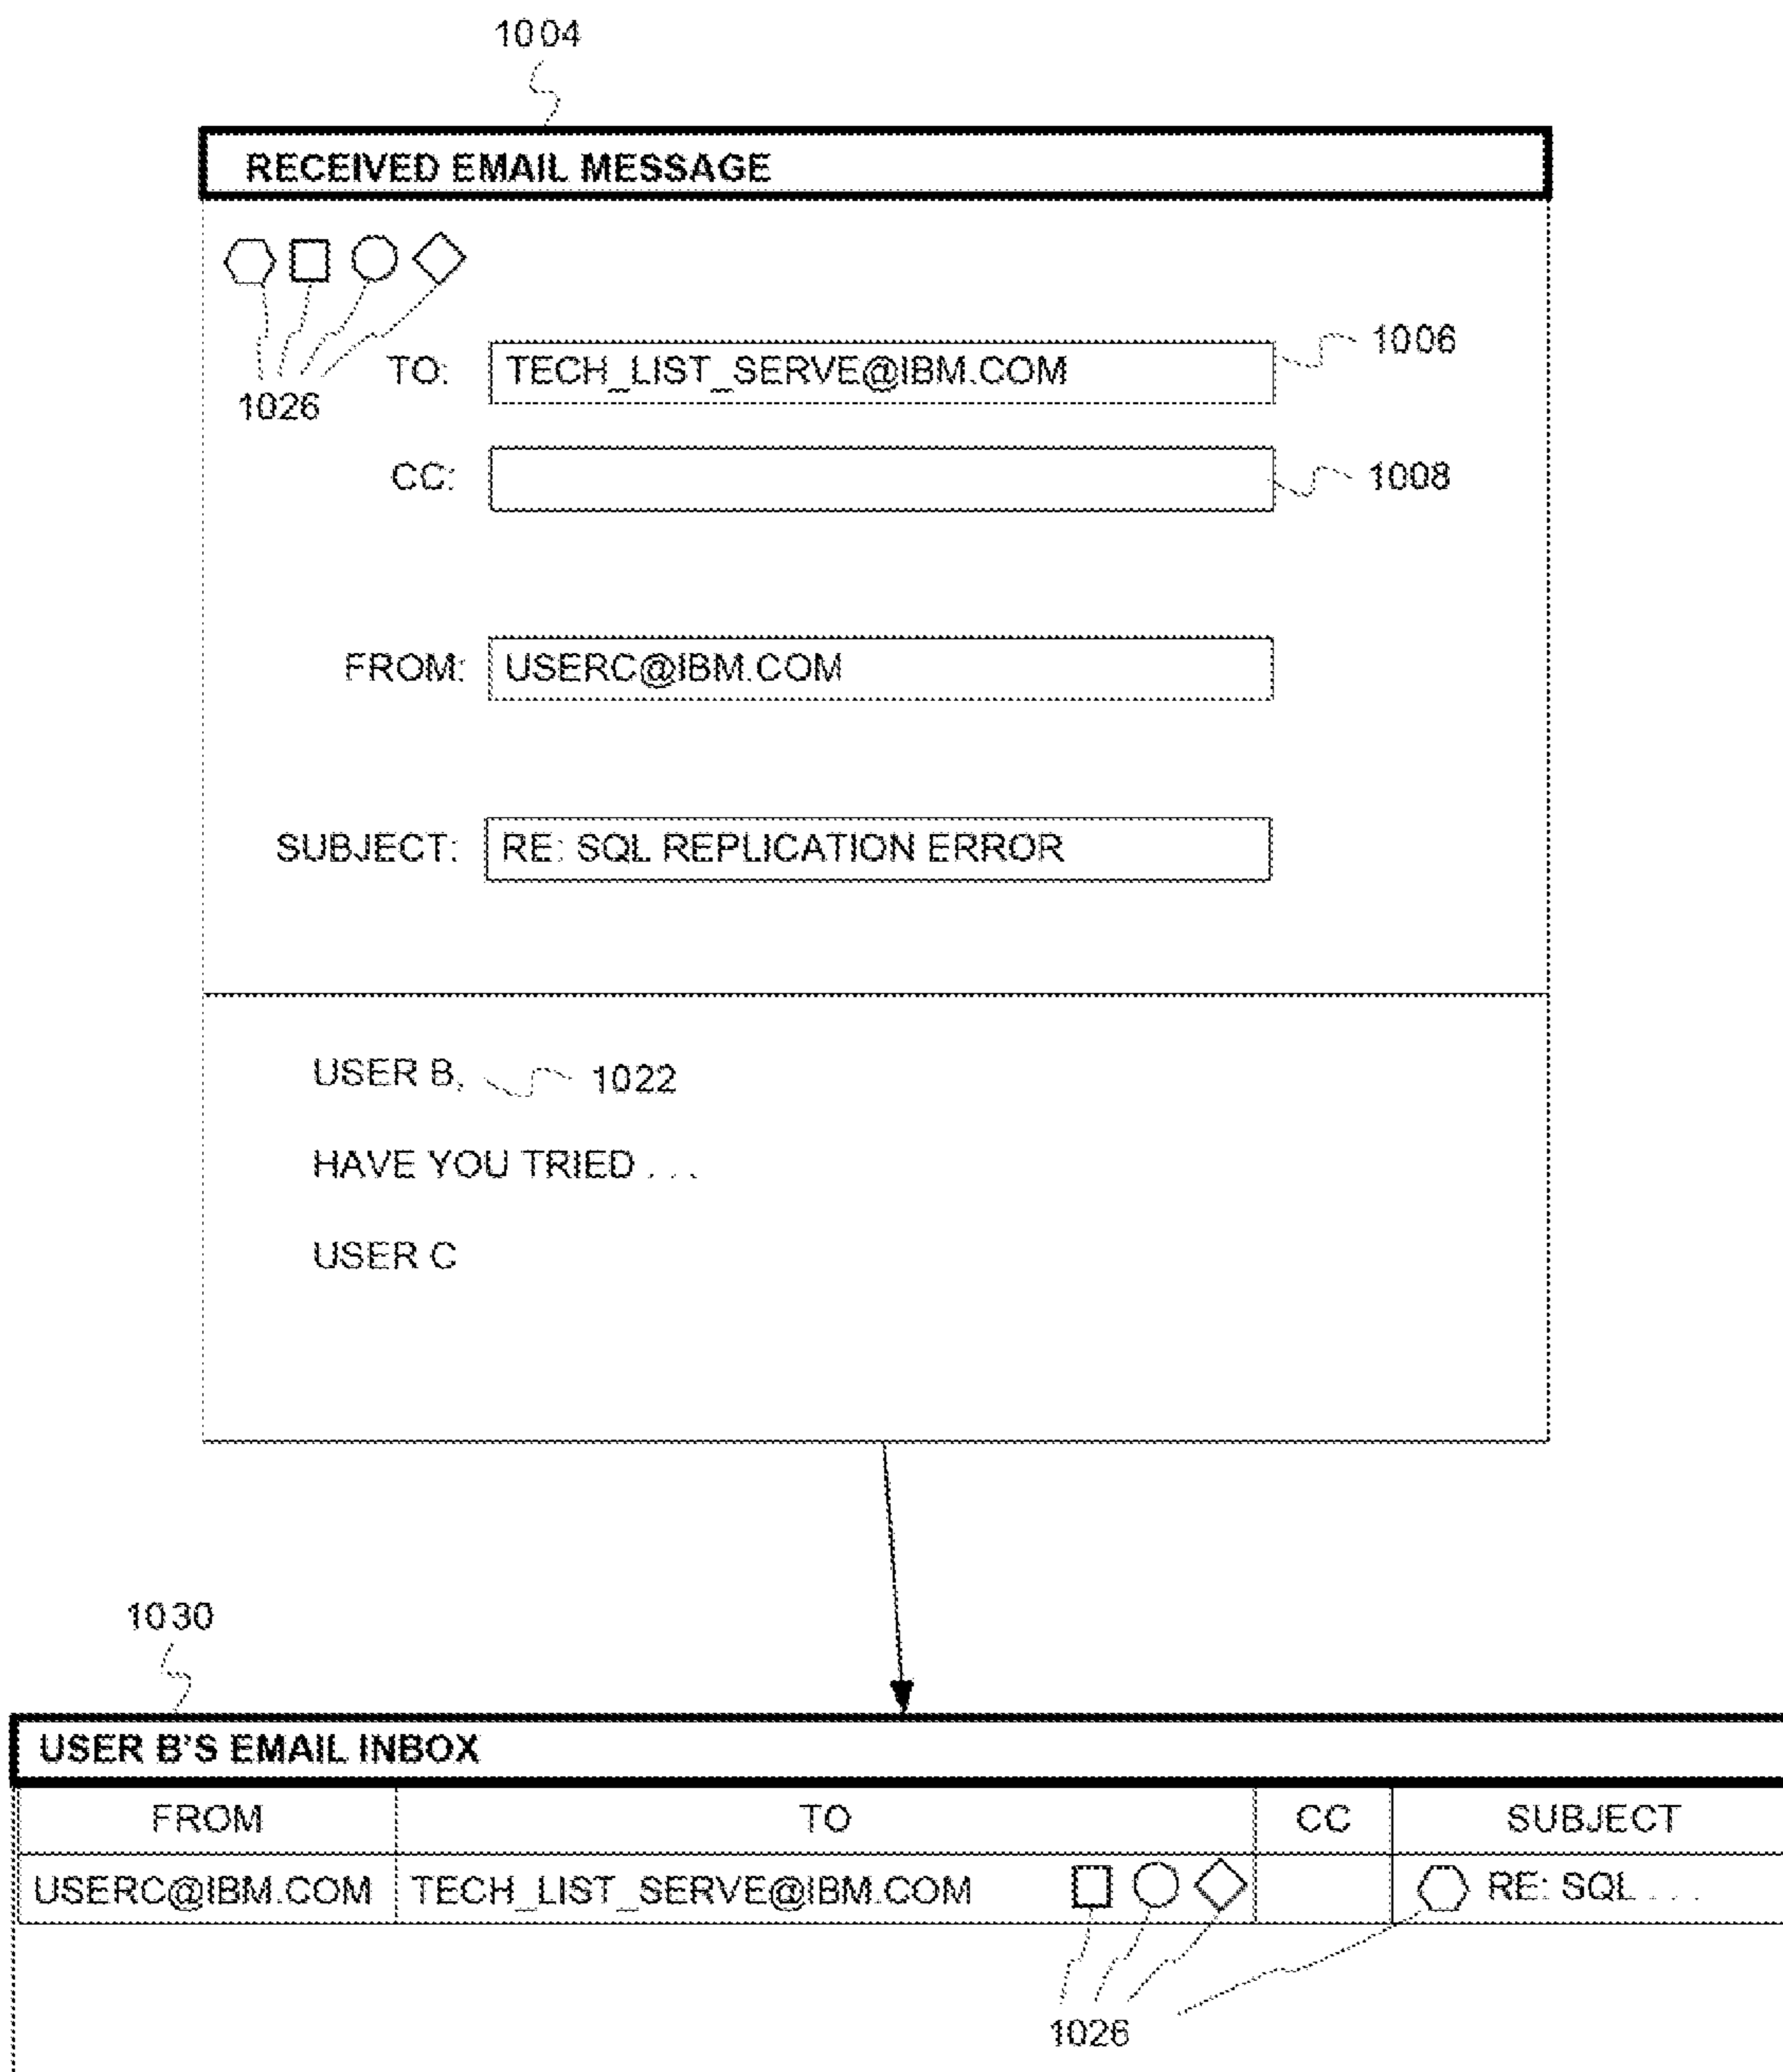 1004
RECEIVED EMAIL MESSAGE
1026
TO: TECH_LIST_SERVE@IBM.COM 1006
CC: 1008
FROM: USERC@IBM.COM
SUBJECT: RE: SQL REPLICATION ERROR
USER B, 1022
HAVE YOU TRIED . . .
USER C
1030
USER B'S EMAIL INBOX
FROM TO CC SUBJECT
USERC@IBM.COM TECH_LIST_SERVE@IBM.COM RE: SQL . . .
1026